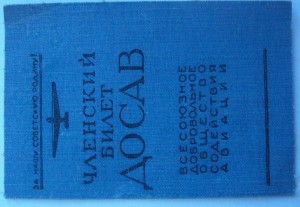 ЗА НАШУ СОВЕТСКУЮ РОДИНУ!
ЧЛЕНСКИЙ
БИЛЕТ
ДОСАВ
ВСЕСОЮЗНОЕ
ДОБРОВОЛЬНОЕ
ОБЩЕСТВО
СОДЕЙСТВИЯ
АВИАЦИИ